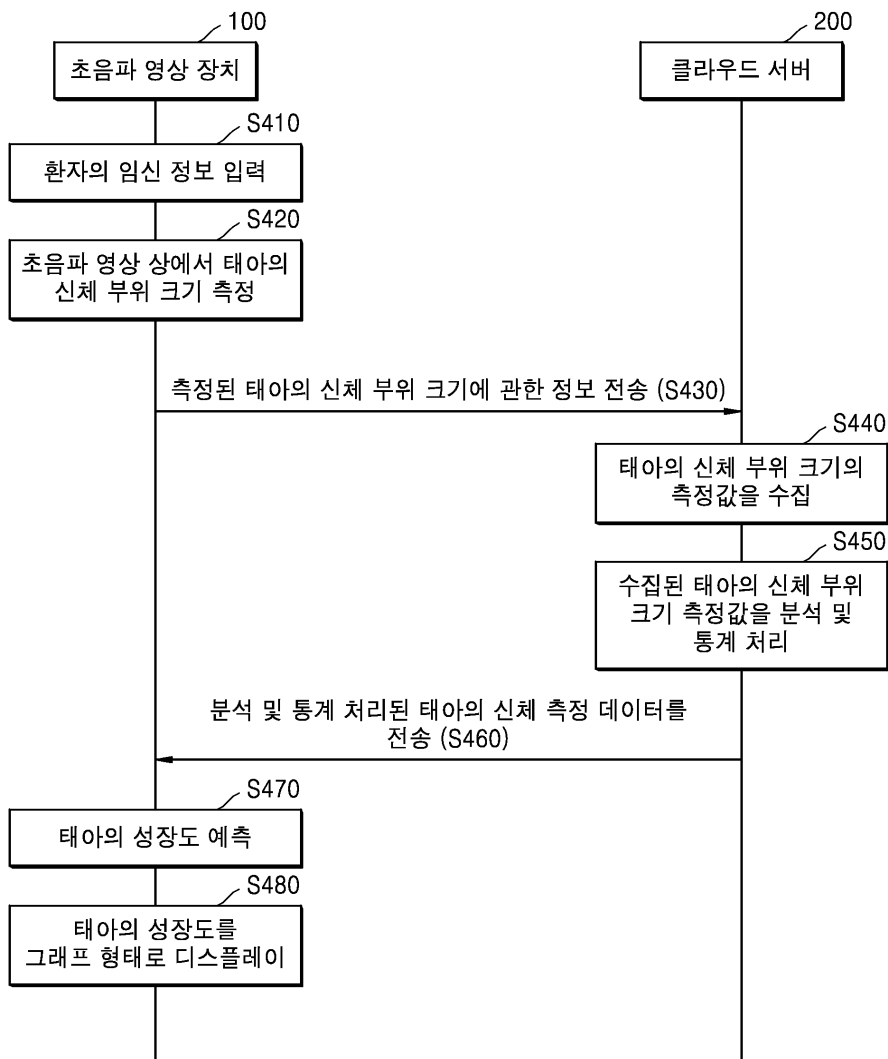 100
초음파 영상 장치
200
클라우드 서버
S410
환자의 임신 정보 입력
S420
초음파 영상 상에서 태아의
신체 부위 크기 측정
측정된 태아의 신체 부위 크기에 관한 정보 전송 (S430)
S440
태아의 신체 부위 크기의
측정값을 수집
S450
수집된 태아의 신체 부위
크기 측정값을 분석 및
통계 처리
분석 및 통계 처리된 태아의 신체 측정 데이터를
전송 (S460)
S470
태아의 성장도 예측
S480
태아의 성장도를
그래프 형태로 디스플레이